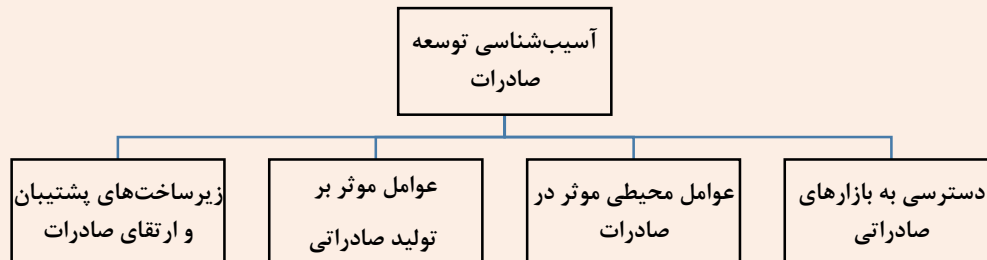 آسیب‌شناسی توسعه
صادرات
دسترسی به بازارهای
صادراتی
عوامل محیطی موثر در
صادرات
عوامل موثر بر
تولید صادراتی
زیرساخت‌های پشتیبان
و ارتقای صادرات